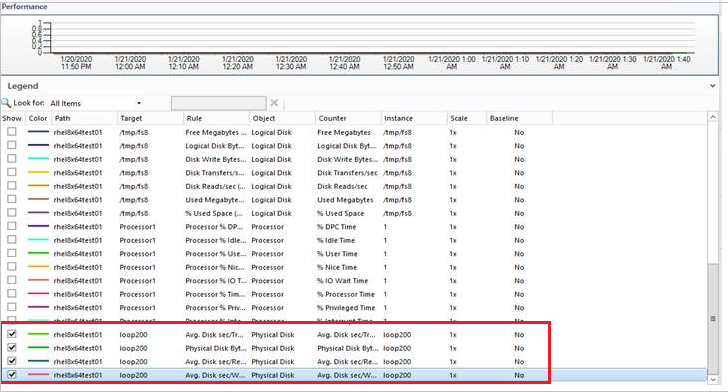 Performance
1
0.8
0.6
0.4
0.2
0
1/20/2020 1/21/2020 1/21/2020 1/21/2020 1/21/2020 1/21/2020 1/21/2020 1/21/2020 1/21/2020 1/21/2020 1:20 1/21/2020 1:30 1/21/2020 1:40
11:50 PM 12:00 AM 12:10 AM 12:20 AM 12:30 AM 12:40 AM 12:50 AM AM AM AM AM AM
Legend
Look for: All Items
Show Color Path Target Rule Object Counter Instance Scale Baseline
rhel8x64test01 /tmp/fs8 Free Megabytes ... Logical Disk Free Megabytes /tmp/fs8 1x No
rhel8x64test01 /tmp/fs8 Logical Disk Byt... Logical Disk Logical Disk Byt... /tmp/fs8 1x No
rhel8x64test01 /tmp/fs8 Disk Write Bytes... Logical Disk Disk Write Bytes... /tmp/fs8 1x No
rhel8x64test01 /tmp/fs8 Disk Transfers/s... Logical Disk Disk Transfers/sec /tmp/fs8 1x No
rhel8x64test01 /tmp/fs8 Disk Reads/sec (... Logical Disk Disk Reads/sec /tmp/fs8 1x No
rhel8x64test01 /tmp/fs8 Used Megabyte... Logical Disk Used Megabytes /tmp/fs8 1x No
rhel8x64test01 /tmp/fs8 % Used Space (... Logical Disk % Used Space /tmp/fs8 1x No
rhel8x64test01 Processor1 Processor % DP... Processor % DPC Time 1 1x No
rhel8x64test01 Processor1 Processor % Idle... Processor % Idle Time 1 1x No
rhel8x64test01 Processor1 Processor % Use... Processor % User Time 1 1x No
rhel8x64test01 Processor1 Processor % Nic... Processor % Nice Time 1 1x No
rhel8x64test01 Processor1 Processor % IO T... Processor % IO Wait Time 1 1x No
rhel8x64test01 Processor1 Processor % Tim... Processor % Processor Time 1 1x No
rhel8x64test01 Processor1 Processor % Priv... Processor % Privileged Time 1 1x No
rhel8x64test01 Processor1 Processor % Inte... Processor % Interrupt Time 1 1x No
rhel8x64test01 loop200 Avg. Disk sec/Tr... Physical Disk Avg. Disk sec/Tr... loop200 1x No
rhel8x64test01 loop200 Physical Disk Byt... Physical Disk Physical Disk Byt... loop200 1x No
rhel8x64test01 loop200 Avg. Disk sec/Re... Physical Disk Avg. Disk sec/Re... loop200 1x No
rhel8x64test01 loop200 Avg. Disk sec/W... Physical Disk Avg. Disk sec/W... loop200 1x No